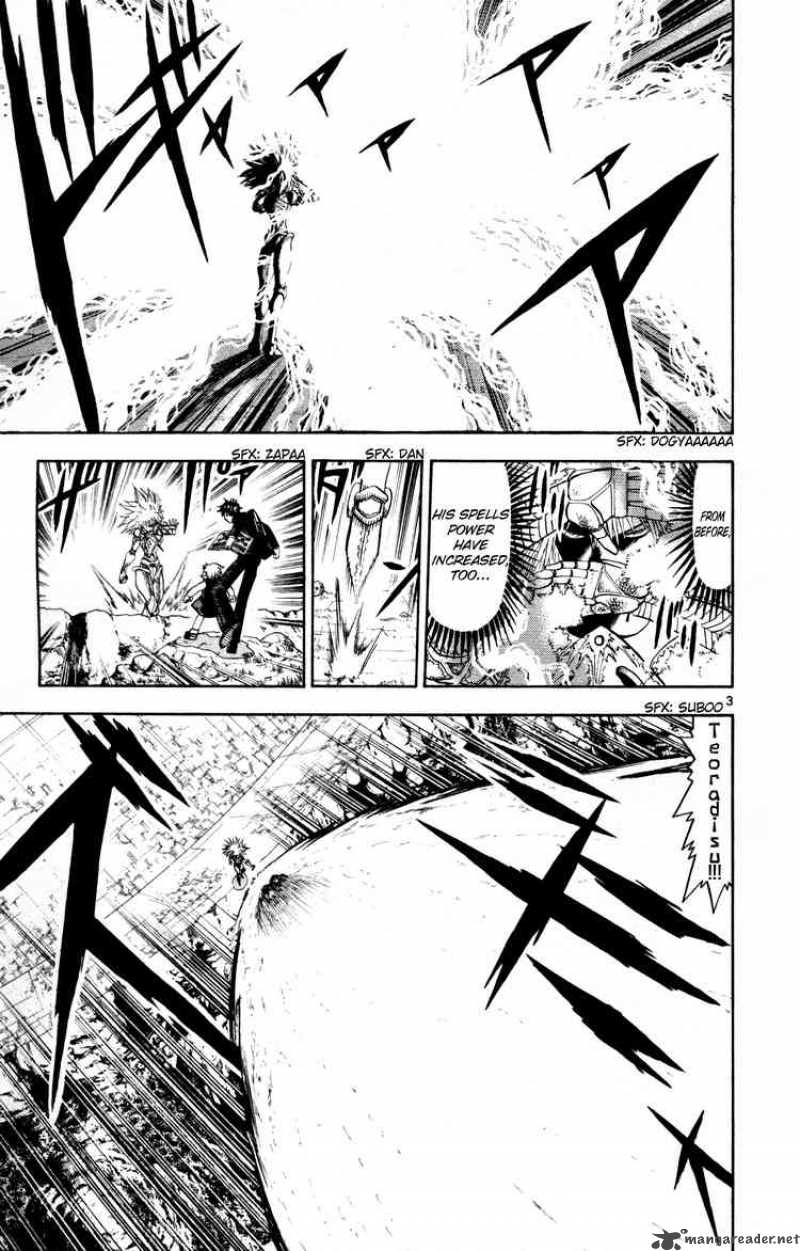 SFX: DOGYAAAAAA
FROM
BEFORE,
HIS SPELLS
POWER
HAVE
INCREASED,
TOO...
SFX: DAN
SFX: ZAPAA
SFX: SUBOO
3
Teoradisu!!!
mangareader.net